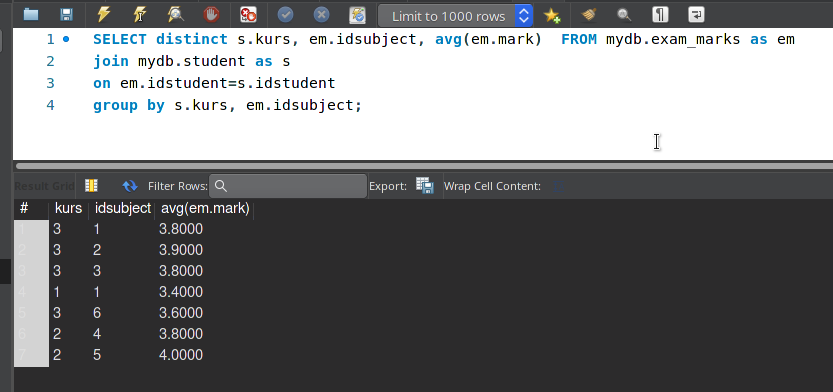 Limit to 1000 rows
1 SELECT distinct s.kurs, em.idsubject, avg(em.mark)  FROM mydb.exam_marks as em
2 join mydb.student as s
3 on em.idstudent=s.idstudent
4 group by s.kurs, em.idsubject;
Result Grid Filter Rows: Export: Wrap Cell Content:
# kurs idsubject avg(em.mark)
1 3 1 3.8000
2 3 2 3.9000
3 3 3 3.8000
4 1 1 3.4000
5 3 6 3.6000
6 2 4 3.8000
7 2 5 4.0000